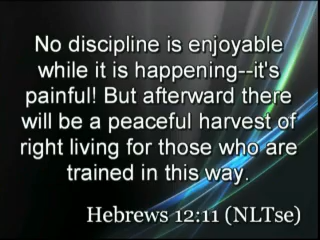 No discipline is enjoyable
while it is happening--it's
painful! But afterward there
will be a peaceful harvest of
right living for those who are
trained in this way.
Hebrews 12:11 (NLTse)